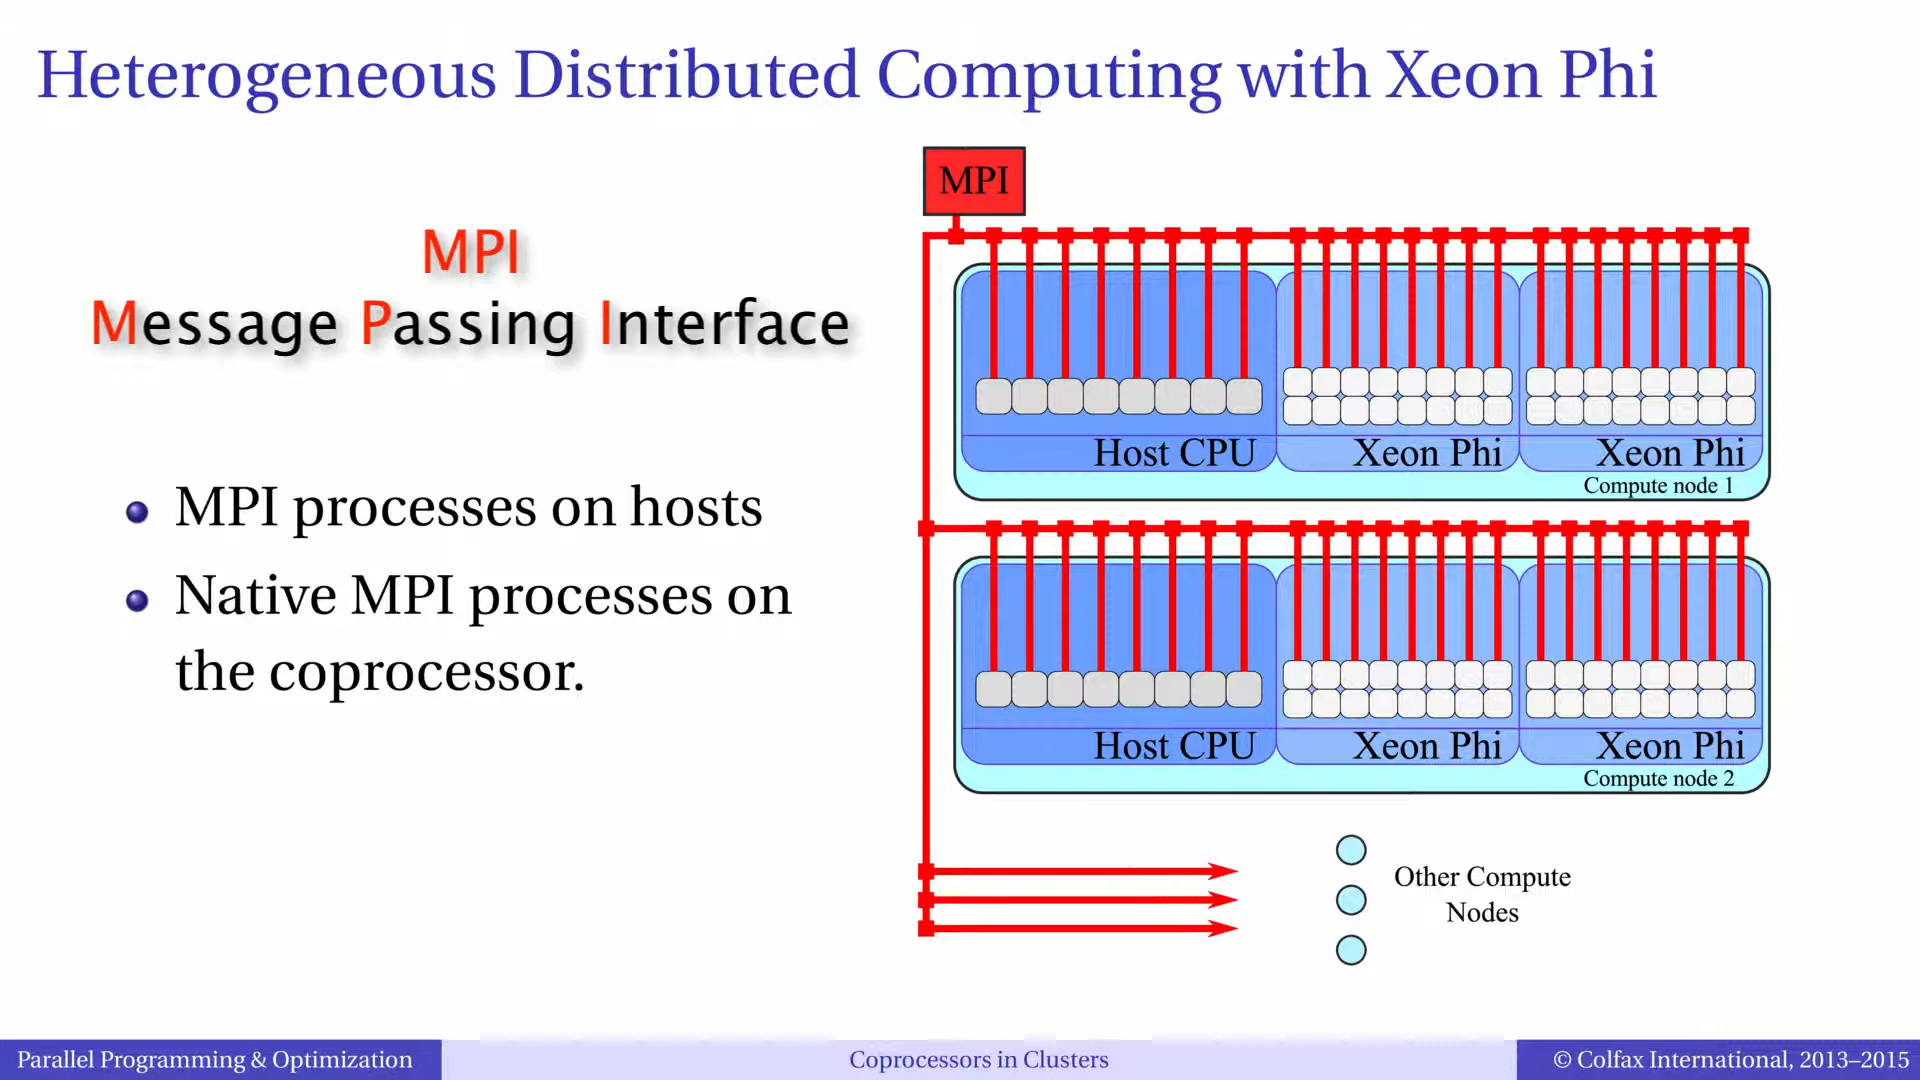 Heterogeneous Distributed Computing with Xeon Phi
MPI
Message Passing Interface
MPI processes on hosts
Native MPI processes on
the coprocessor.
MPI
Host CPU
Xeon Phi
Xeon Phi
Compute node 1
Host CPU
Xeon Phi
Xeon Phi
Compute node 2
Other Compute
Nodes
Parallel Programming & Optimization
Coprocessors in Clusters
© Colfax International, 2013–2015